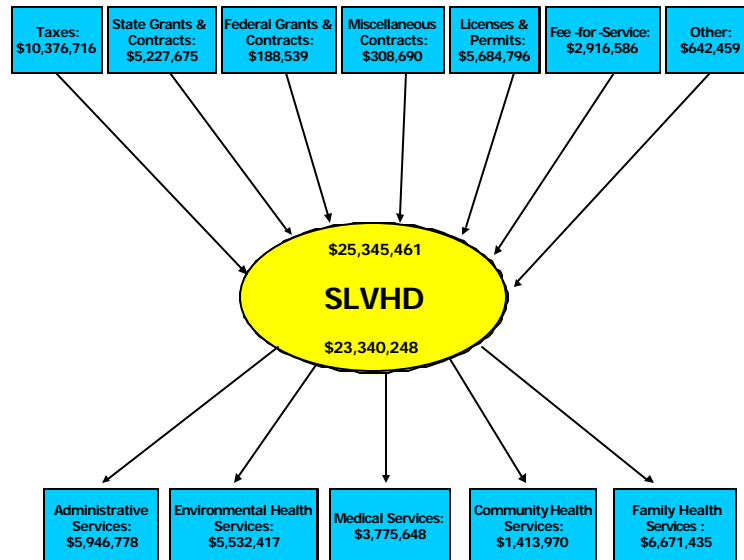 Taxes:
$10,376,716
State Grants &
Contracts:
$5,227,675
Federal Grants &
Contracts:
$188,539
Miscellaneous
Contracts:
$308,690
Licenses &
Permits:
$5,684,796
Fee -for -Service:
$2,916,586
Other:
$642,459
$25,345,461
SLVHD
$23,340,248
Administrative
Services:
$5,946,778
Environmental Health
Services:
$5,532,417
Medical Services:
$3,775,648
Community Health
Services:
$1,413,970
Family Health
Services :
$6,671,435